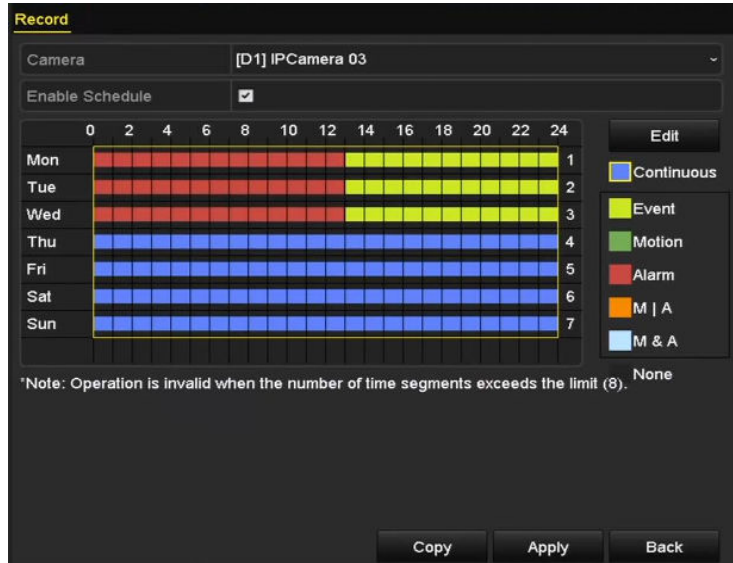 Record
Camera [D1] IPCamera 03
Enable Schedule
0 2 4 6 8 10 12 14 16 18 20 22 24
Edit
Mon 1
Continuous
Tue 2
Wed 3
Event
Thu 4
Motion
Fri 5
Alarm
Sat 6
M | A
Sun 7
M & A
None
*Note: Operation is invalid when the number of time segments exceeds the limit (8).
Copy Apply Back